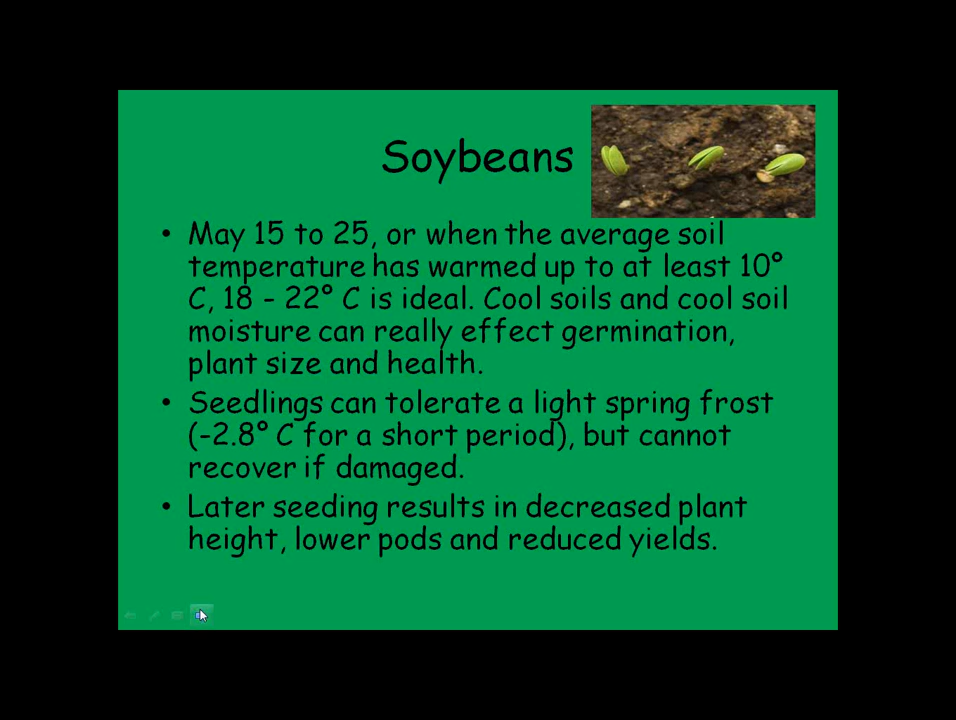 Soybeans
• May 15 to 25, or when the average soil
temperature has warmed up to at least 10°
C, 18 - 22° C is ideal. Cool soils and cool soil
moisture can really effect germination,
plant size and health.
• Seedlings can tolerate a light spring frost
(-2.8° C for a short period), but cannot
recover if damaged.
• Later seeding results in decreased plant
height, lower pods and reduced yields.